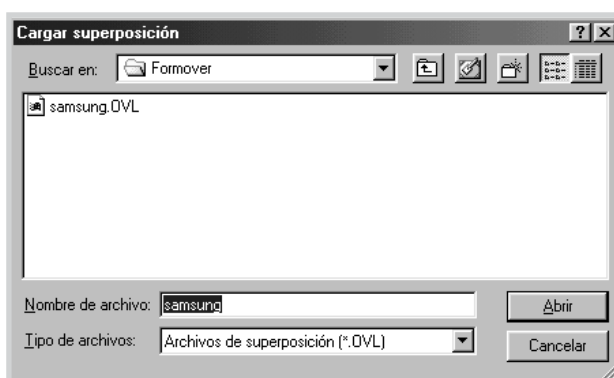 Cargar superposición
Buscar en: Formover
samsung.OVL
Nombre de archivo: samsung Abrir
Tipo de archivos: Archivos de superposición (*.OVL) Cancelar